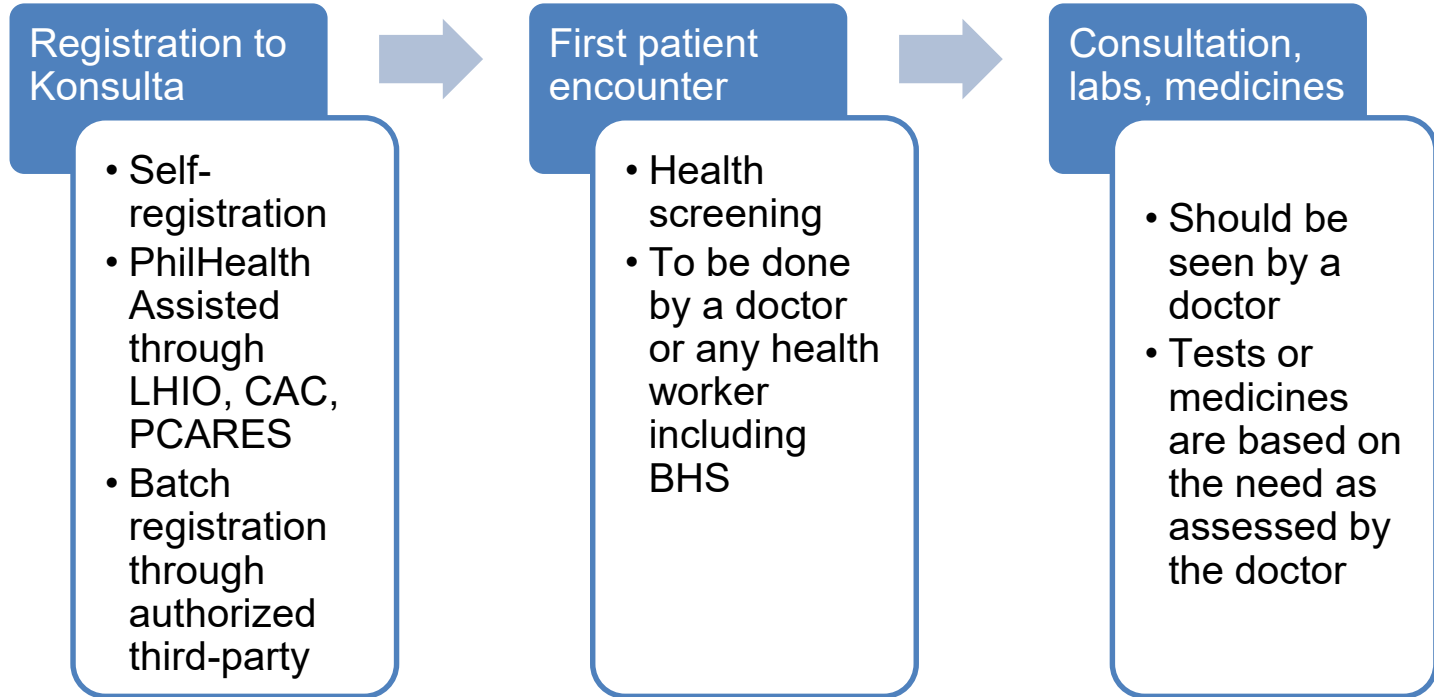 Registration to
Konsulta
• Self-
registration
• PhilHealth
Assisted
through
LHIO, CAC,
PCARES
• Batch
registration
through
authorized
third-party
First patient
encounter
• Health
screening
• To be done
by a doctor
or any health
worker
including
BHS
Consultation,
labs, medicines
• Should be
seen by a
doctor
• Tests or
medicines
are based on
the need as
assessed by
the doctor